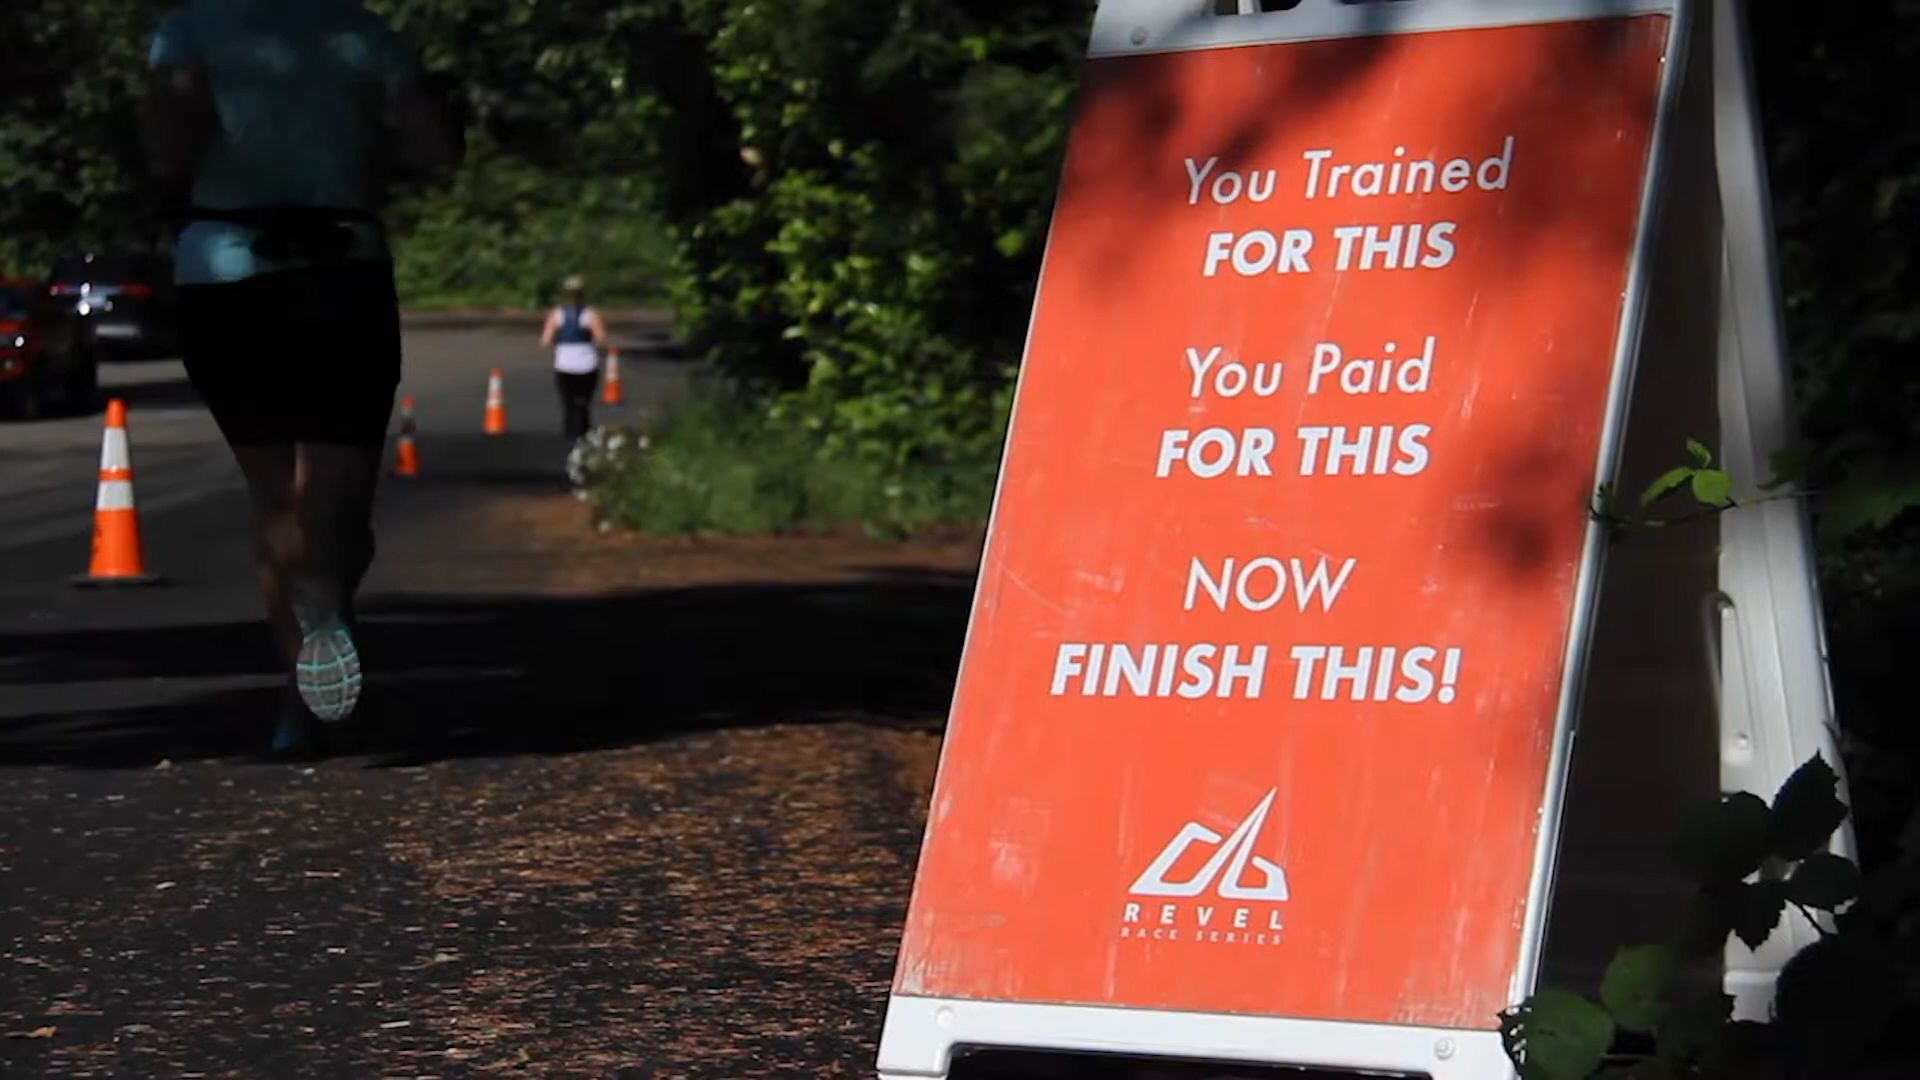 You Trained
FOR THIS
You Paid
FOR THIS
NOW
FINISH THIS!
REVEL
RACE SERIES